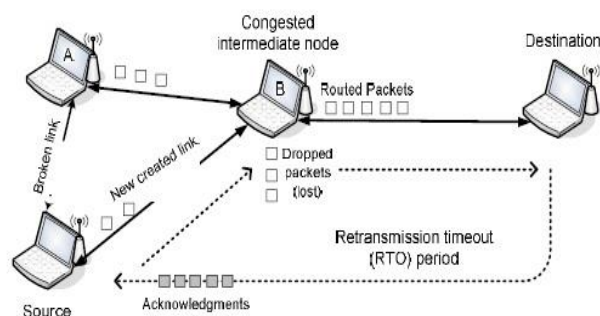 Congested
intermediate node
Destination
A
B
Routed Packets
Broken link
New created link
Dropped
packets
(lost)
Retransmission timeout
(RTO) period
Acknowledgments
Source